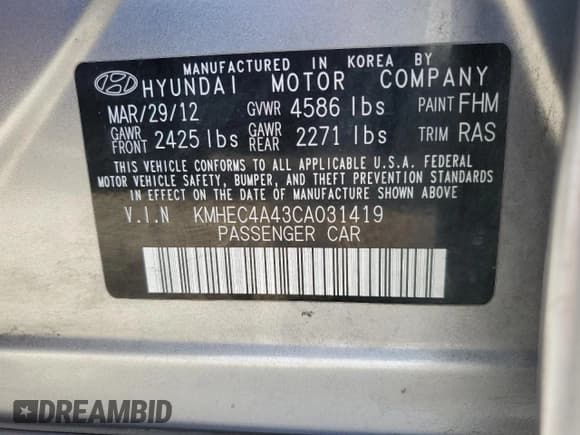 MANUFACTURED IN KOREA BY
HYUNDAI MOTOR COMPANY
MAR/29/12 GVWR 4586 lbs PAINT FHM
GAWR FRONT 2425 lbs GAWR REAR 2271 lbs TRIM RAS
THIS VEHICLE CONFORMS TO ALL APPLICABLE U.S.A. FEDERAL
MOTOR VEHICLE SAFETY, BUMPER, AND THEFT PREVENTION STANDARDS
IN EFFECT ON THE DATE OF MANUFACTURE SHOWN ABOVE.
V.I.N KMHEC4A43CA031419
PASSENGER CAR
DREAMBID